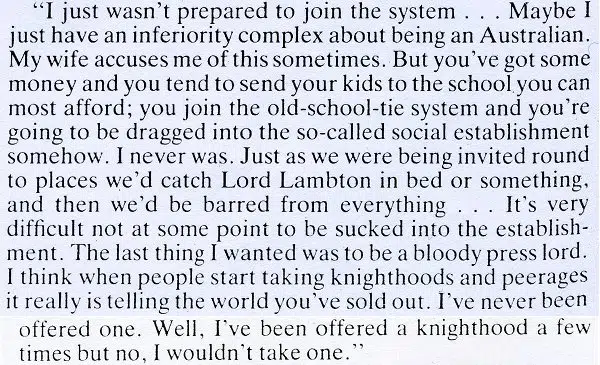 “I just wasn’t prepared to join the system . . . Maybe I
just have an inferiority complex about being an Australian.
My wife accuses me of this sometimes. But you’ve got some
money and you tend to send your kids to the school you can
most afford; you join the old-school-tie system and you’re
going to be dragged into the so-called social establishment
somehow. I never was. Just as we were being invited round
to places we’d catch Lord Lambton in bed or something,
and then we’d be barred from everything . . . It’s very
difficult not at some point to be sucked into the establish-
ment. The last thing I wanted was to be a bloody press lord.
I think when people start taking knighthoods and peerages
it really is telling the world you’ve sold out. I’ve never been
offered one. Well, I’ve been offered a knighthood a few
times but no, I wouldn’t take one.”